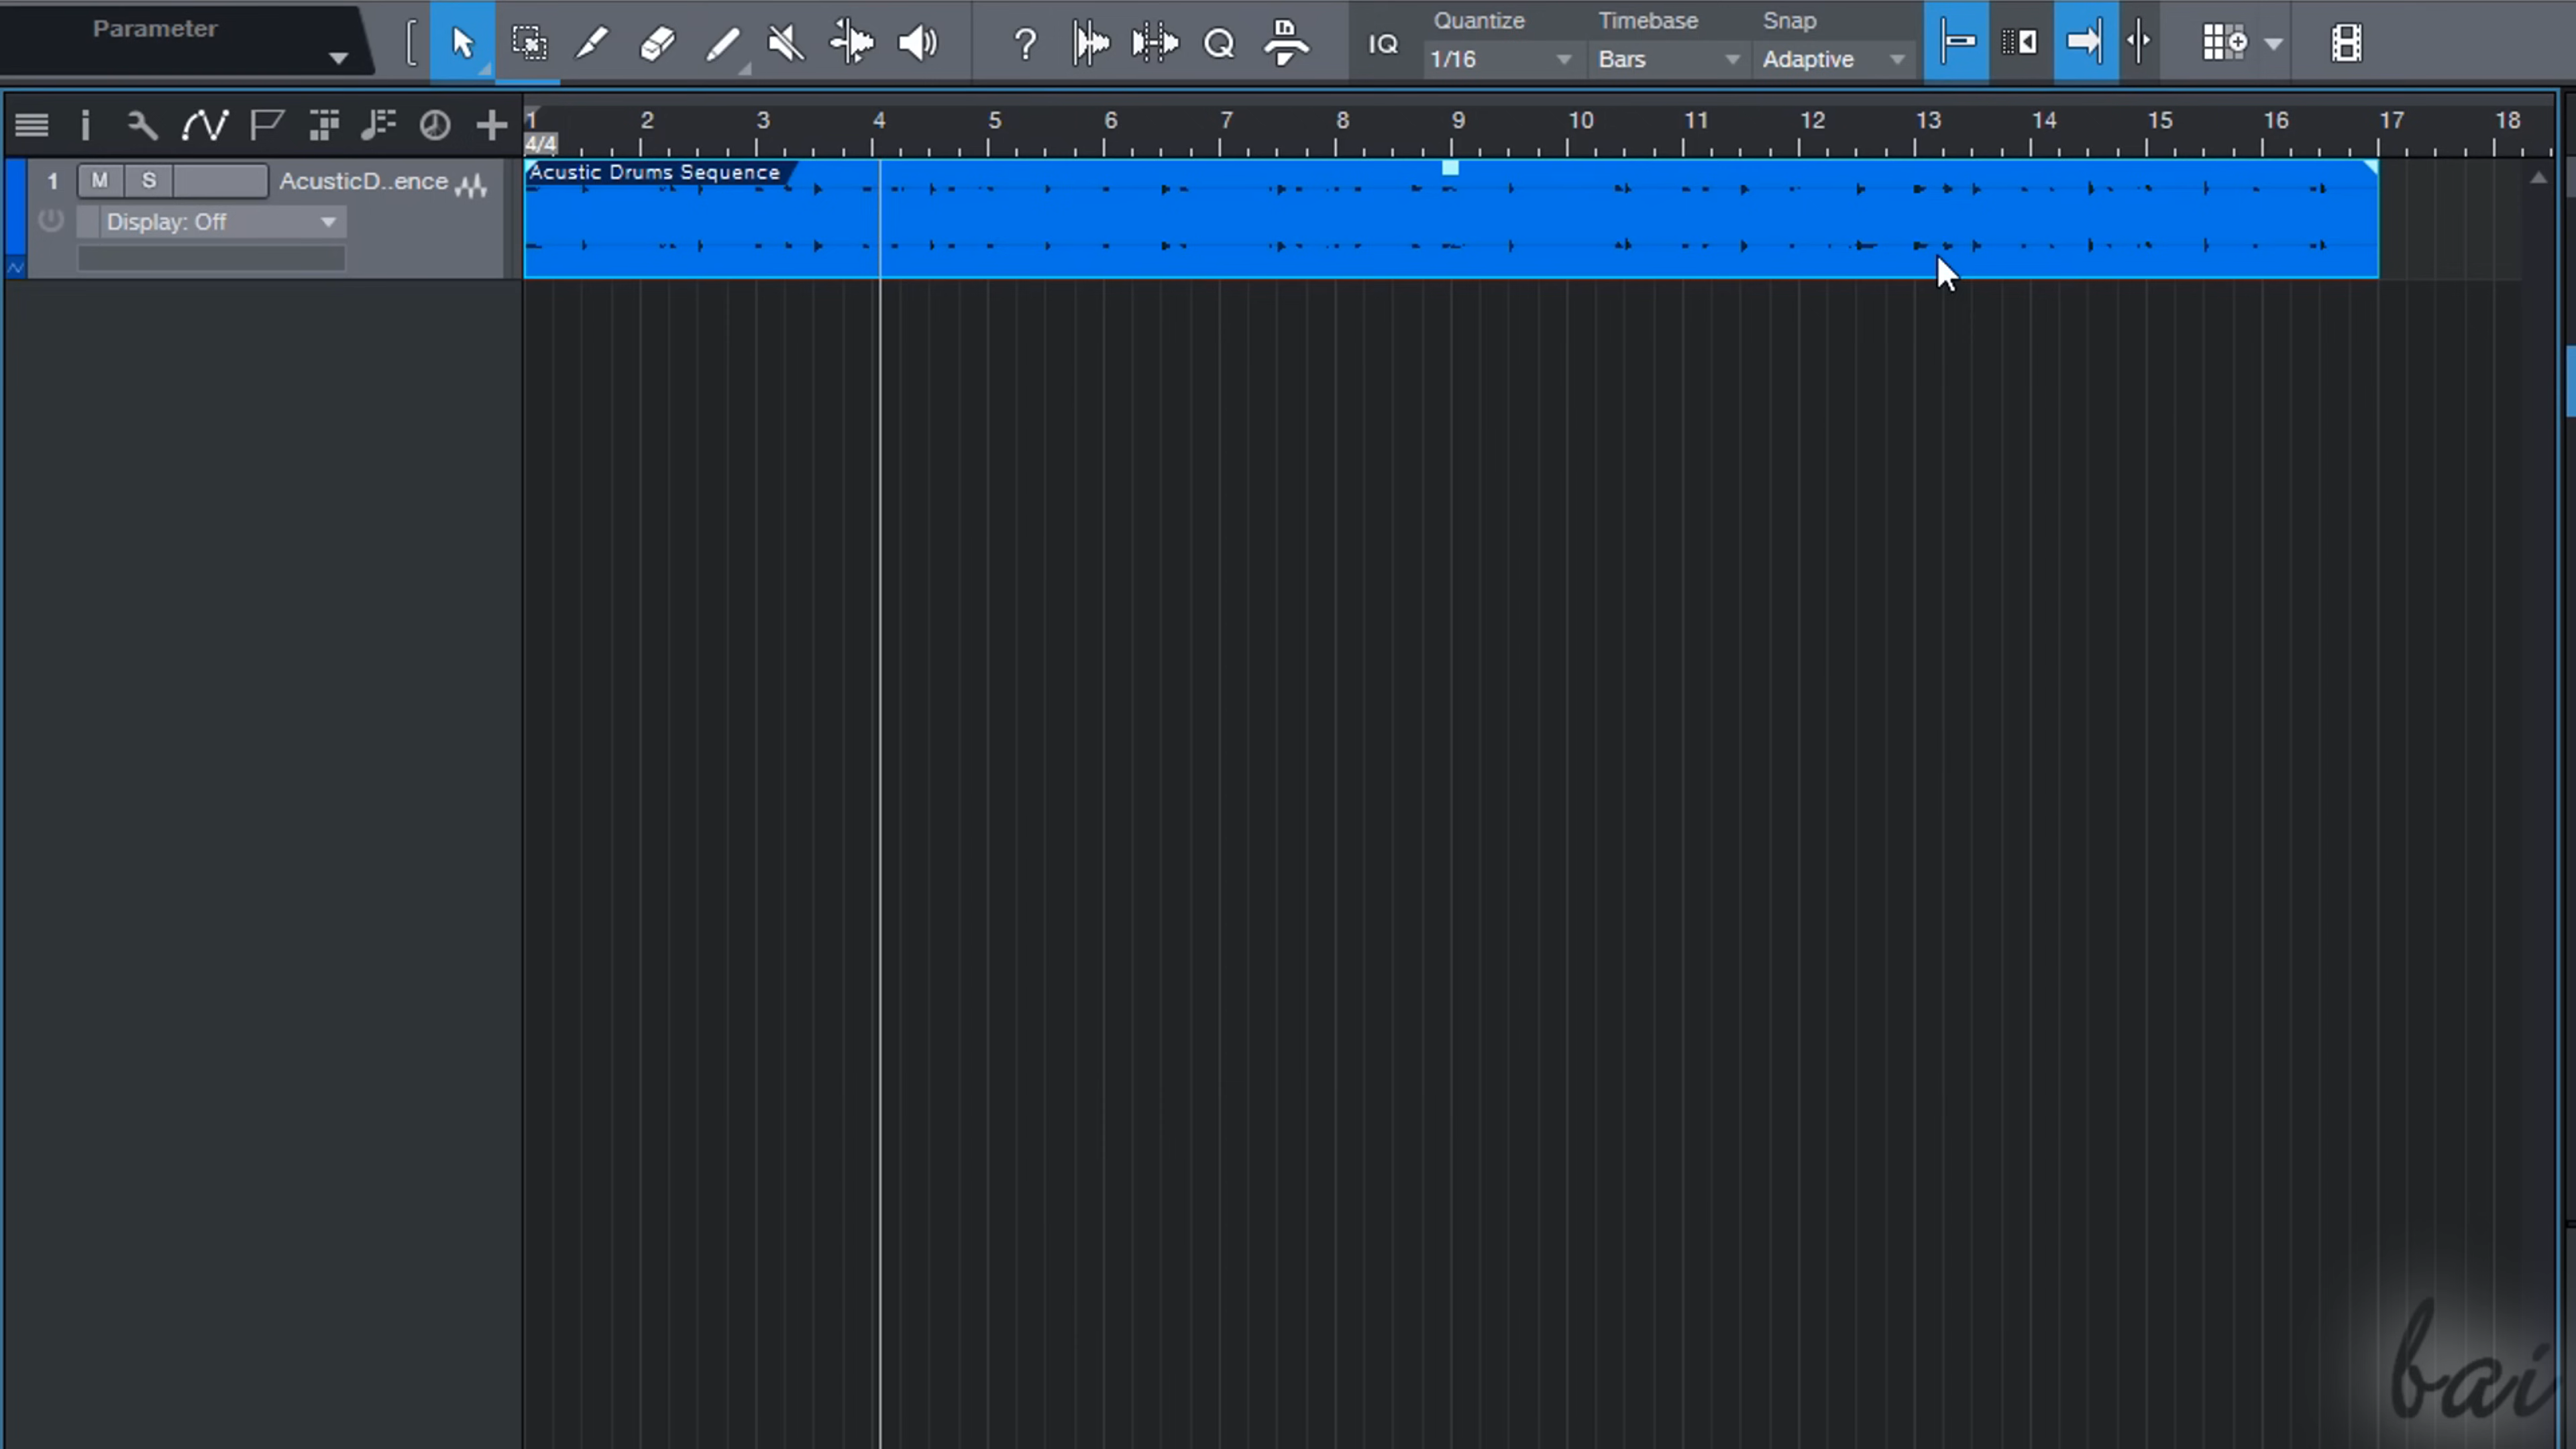 Parameter
IQ
Quantize
1/16
Timebase
Bars
Snap
Adaptive
1 2 3 4 5 6 7 8 9 10 11 12 13 14 15 16 17 18
4/4
1 M S AcusticD..ence
Display: Off
Acustic Drums Sequence
bai